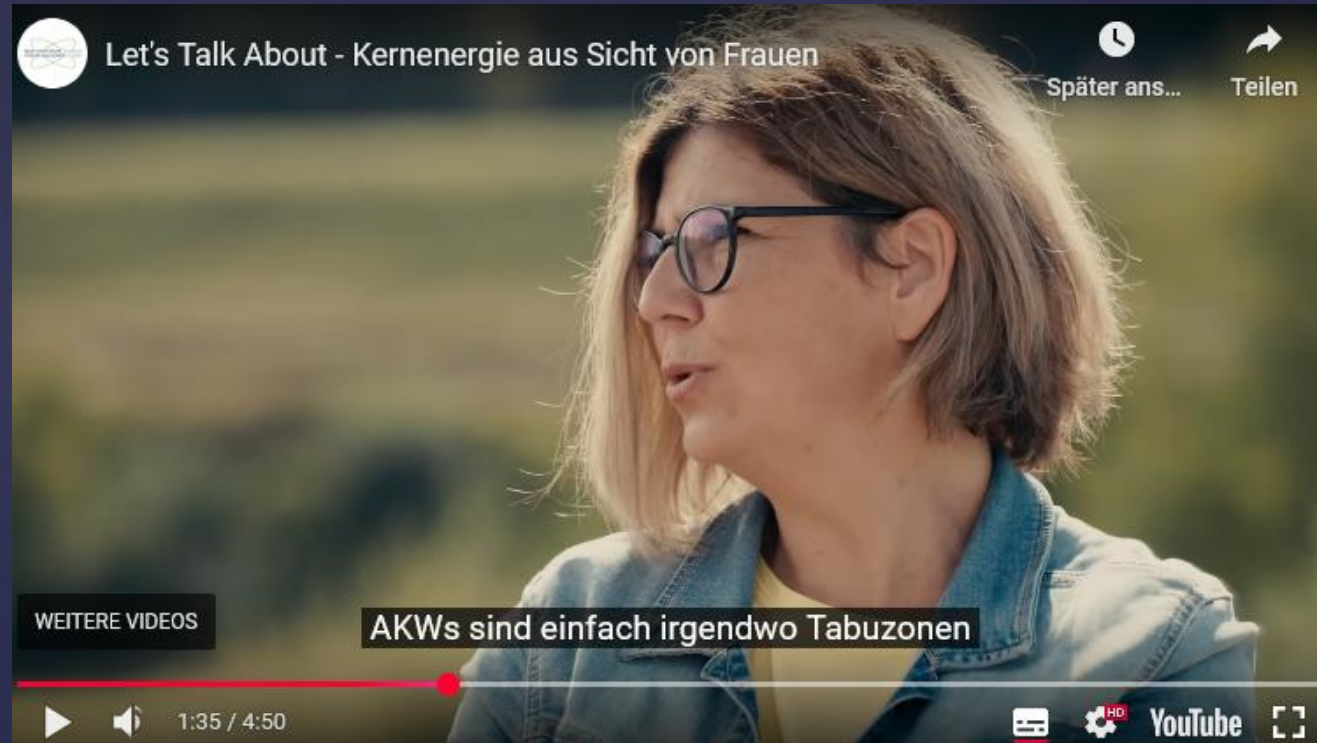 Let's Talk About - Kernenergie aus Sicht von Frauen
Später ans...
Teilen
WEITERE VIDEOS
AKWs sind einfach irgendwo Tabuzonen
1:35 / 4:50
HD
YouTube